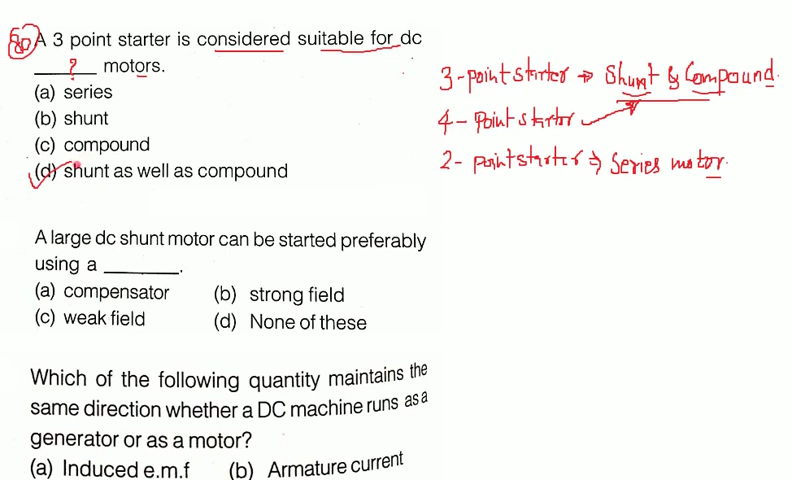 80 A 3 point starter is considered suitable for dc
? motors.
(a) series
(b) shunt
(c) compound
(d) shunt as well as compound
3-point starter ⇒ Shunt & Compound.
4- Point starter
2- point starter ⇒ Series motor.
A large dc shunt motor can be started preferably
using a ________.
(a) compensator (b) strong field
(c) weak field (d) None of these
Which of the following quantity maintains the
same direction whether a DC machine runs as a
generator or as a motor?
(a) Induced e.m.f (b) Armature current